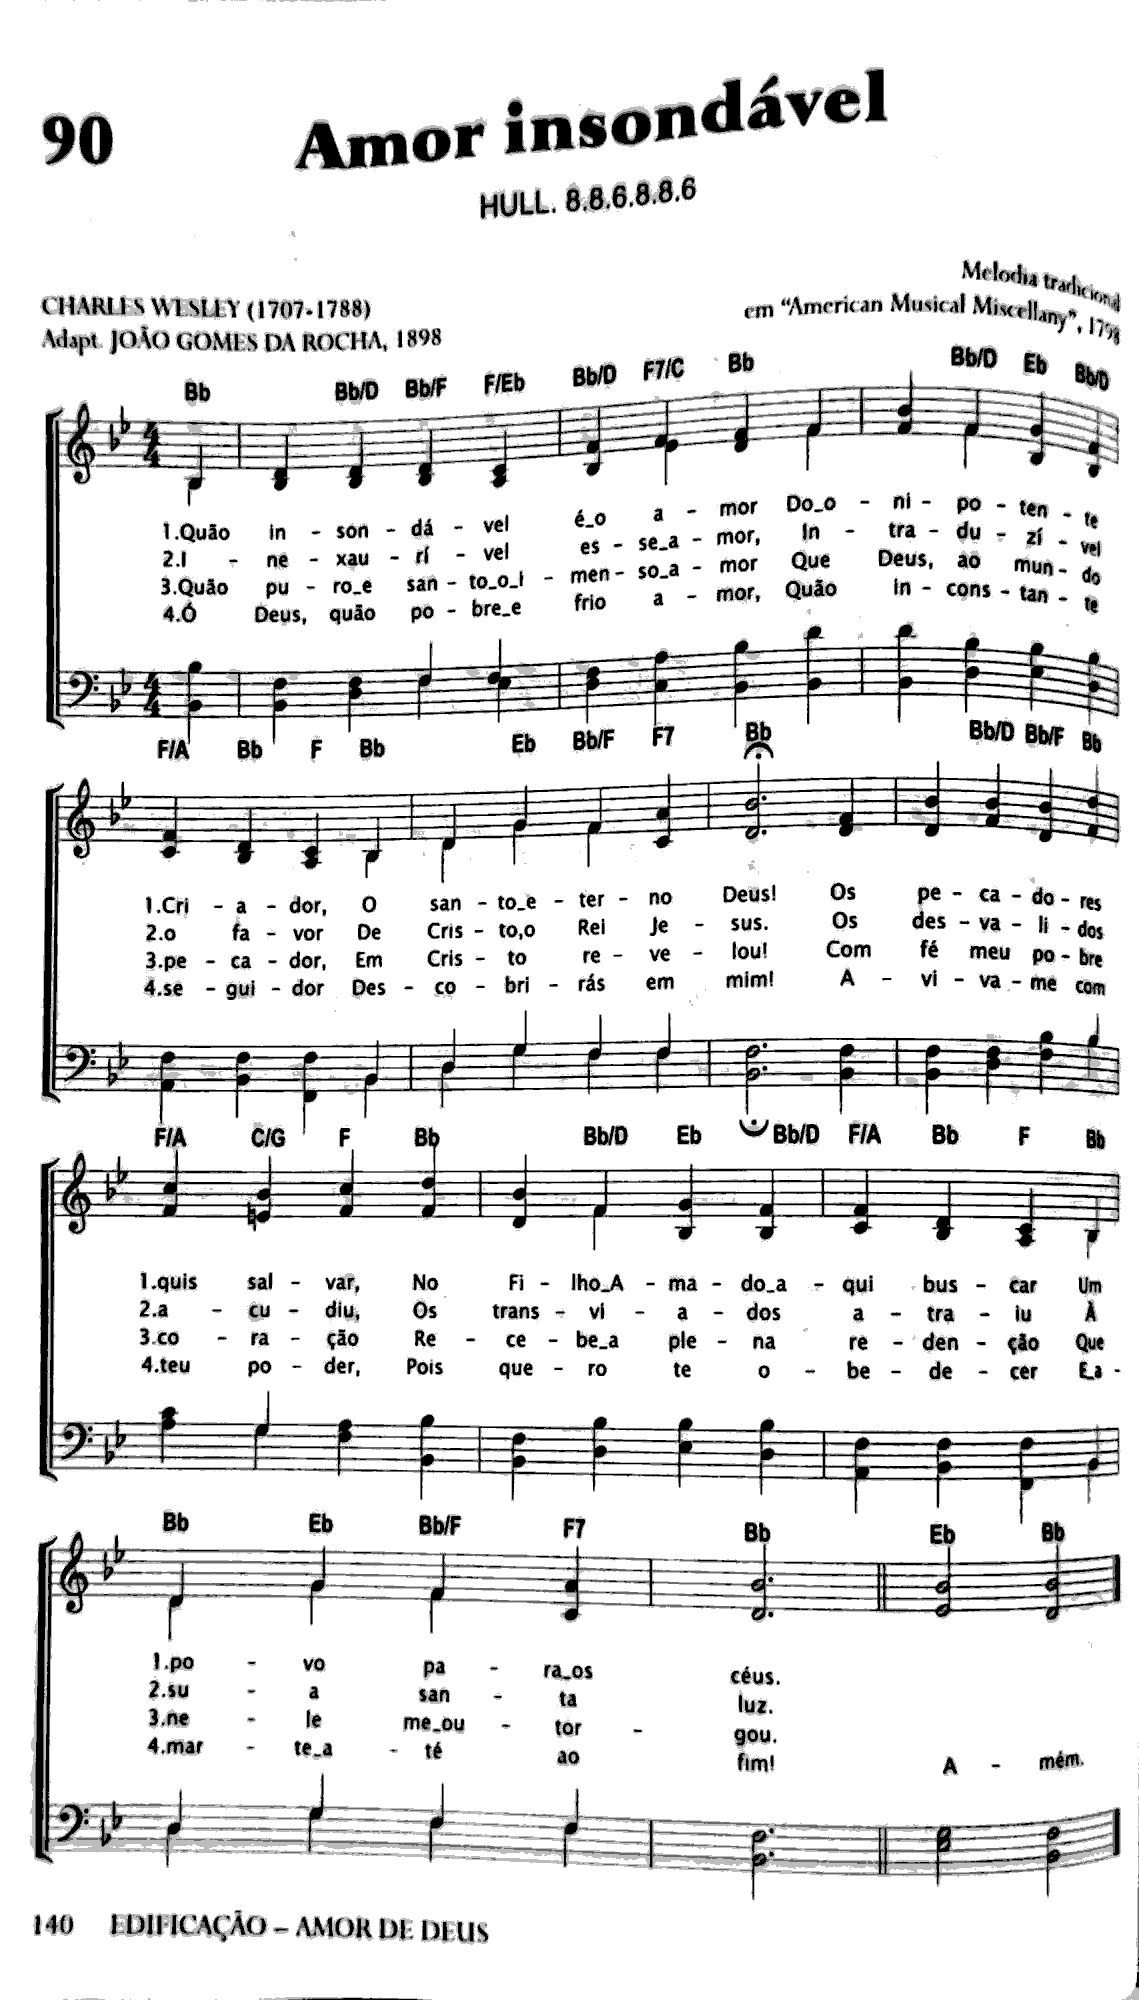 90 Amor insondável
HULL. 8.8.6.8.8.6
Melodia tradicional
CHARLES WESLEY (1707-1788) em “American Musical Miscellany”, 1798
Adapt. JOÃO GOMES DA ROCHA, 1898
Bb Bb/D Bb/F F/Eb Bb/D F7/C Bb Bb/D Eb Bb/D
1.Quão in - son - dá - vel é_o a - mor Do_o - ni - po - ten - te
2.I - ne - xau - rí - vel es - se_a - mor, In - tra - du - zí - vel
3.Quão pu - ro_e san - to_o_I - men - so_a - mor Que Deus, ao mun - do
4.Ó Deus, quão po - bre_e frio a - mor, Quão in - cons - tan - te
F/A Bb F Bb Eb Bb/F F7 Bb Bb/D Bb/F Bb
1.Cri - a - dor, O san - to_e - ter - no Deus! Os pe - ca - do - res
2.o fa - vor De Cris - to,o Rei Je - sus. Os des - va - li - dos
3.pe - ca - dor, Em Cris - to re - ve - lou! Com fé meu po - bre
4.se - gui - dor Des - co - bri - rás em mim! A - vi - va - me com
F/A C/G F Bb Bb/D Eb Bb/D F/A Bb F Bb
1.quis sal - var, No Fi - lho_A - ma - do_a - qui bus - car Um
2.a - cu - diu, Os trans - vi - a - dos a - tra - iu À
3.co - ra - ção Re - ce - be_a ple - na re - den - ção Que
4.teu po - der, Pois que - ro te o - be - de - cer E_a -
Bb Eb Bb/F F7 Bb Eb Bb
1.po - vo pa - ra_os céus.
2.su - a san - ta luz.
3.ne - le me_ou - tor - gou.
4.mar - te_a - té ao fim! A - mém.
140 EDIFICAÇÃO – AMOR DE DEUS